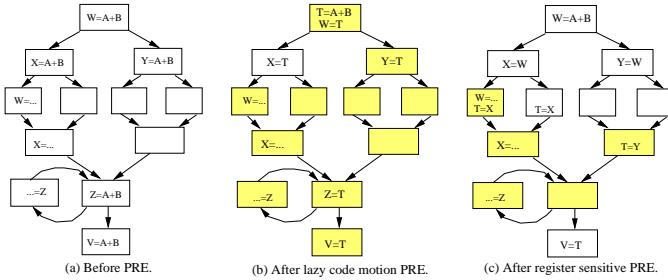 W=A+B
X=A+B
Y=A+B
W=...
X=...
...=Z
Z=A+B
V=A+B
(a) Before PRE.
T=A+B
W=T
X=T
Y=T
W=...
X=...
...=Z
Z=T
V=T
(b) After lazy code motion PRE.
W=A+B
X=W
Y=W
W=...
T=X
T=X
X=...
T=Y
...=Z
V=T
(c) After register sensitive PRE.